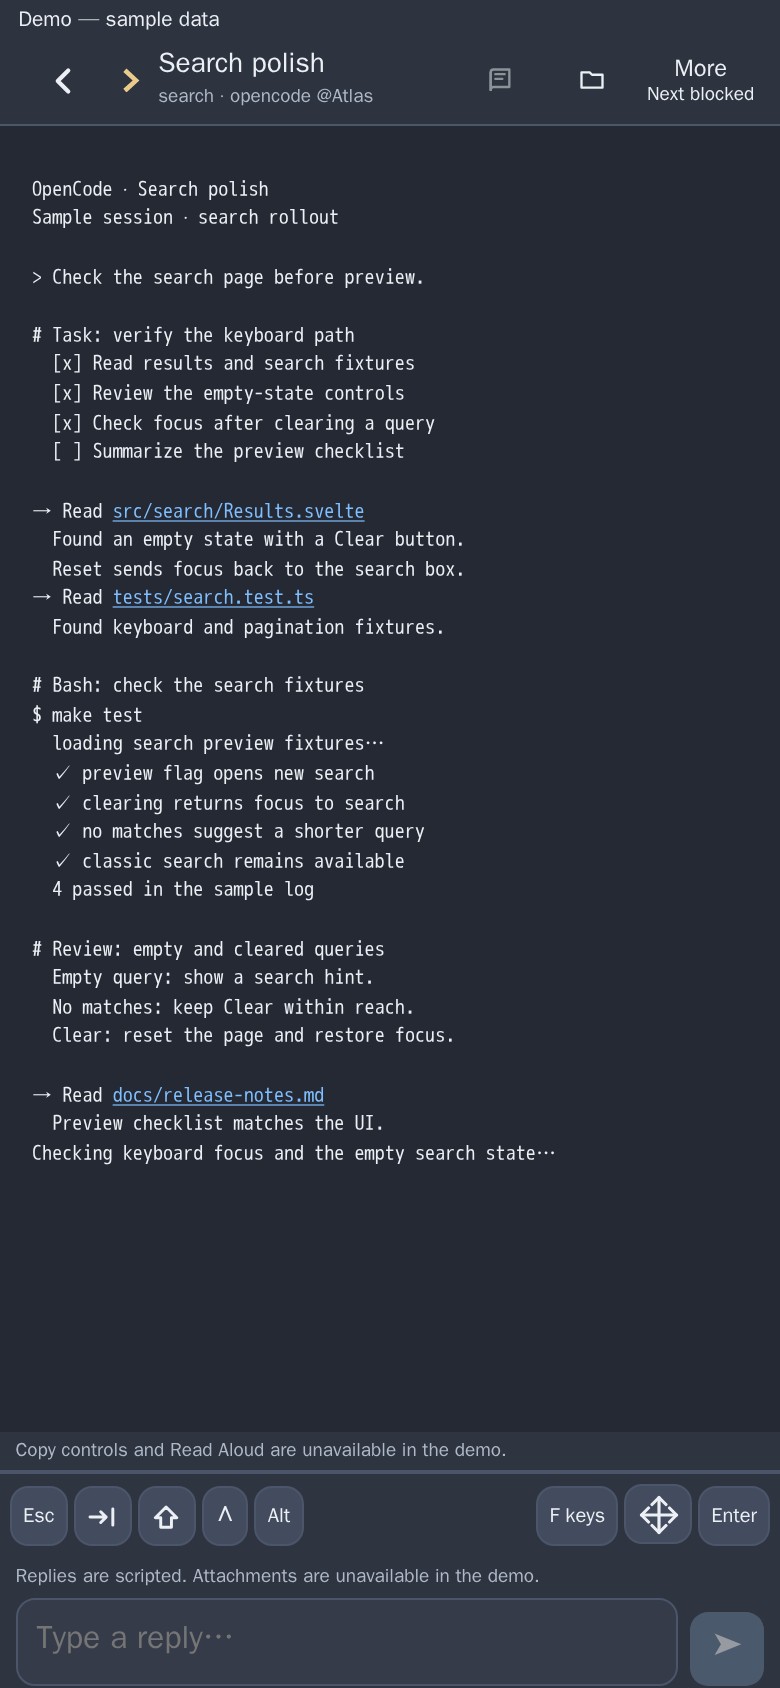 Demo — sample data
Search polish
search · opencode @Atlas
More
Next blocked
OpenCode · Search polish
Sample session · search rollout
> Check the search page before preview.
# Task: verify the keyboard path
[x] Read results and search fixtures
[x] Review the empty-state controls
[x] Check focus after clearing a query
[ ] Summarize the preview checklist
→ Read src/search/Results.svelte
Found an empty state with a Clear button.
Reset sends focus back to the search box.
→ Read tests/search.test.ts
Found keyboard and pagination fixtures.
# Bash: check the search fixtures
$ make test
loading search preview fixtures…
✓ preview flag opens new search
✓ clearing returns focus to search
✓ no matches suggest a shorter query
✓ classic search remains available
4 passed in the sample log
# Review: empty and cleared queries
Empty query: show a search hint.
No matches: keep Clear within reach.
Clear: reset the page and restore focus.
→ Read docs/release-notes.md
Preview checklist matches the UI.
Checking keyboard focus and the empty search state…
Copy controls and Read Aloud are unavailable in the demo.
Esc ^ Alt F keys Enter
Replies are scripted. Attachments are unavailable in the demo.
Type a reply…